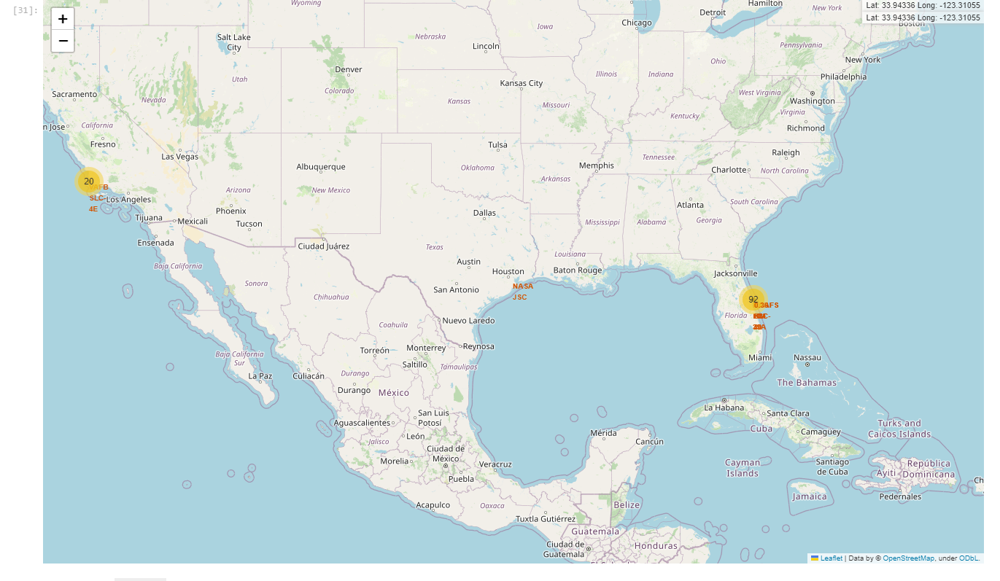 [31]:
Wyoming
Hamilton
Lat: 33.94336 Long: -123.31055
Detroit
New York
Lat: 33.94336 Long: -123.31055
+
Chicago
Boston
Iowa
Salt Lake
City
Nebraska
−
Lincoln
Pennsylvania
Ohio
New York
Denver
Utah
Illinois
Indiana
Philadelphia
Kansas City
Colorado
Sacramento
Nevada
Kansas
Missouri
West Virginia
Washington
Virginia
Kentucky
n Jose
California
Richmond
Fresno
Tulsa
Las Vegas
Raleigh
Tennessee
Albuquerque
Memphis
Oklahoma
Charlotte
North Carolina
20
Arkansas
AFB
Arizona
New Mexico
SLC-
Los Angeles
South Carolina
4E
Phoenix
Atlanta
Dallas
Tijuana
Mexicali
Tucson
Mississippi
Alabama
Georgia
Ensenada
Ciudad Juárez
Texas
Louisiana
Austin
Baja California
Houston
Baton Rouge
Jacksonville
Sonora
NASA
San Antonio
JSC
Chihuahua
92
Florida
Nuevo Laredo
Coahuila
Torreón
Monterrey
Reynosa
Baja California
Sur
Saltillo
Miami
Nassau
Tamaulipas
La Paz
Culiacán
Durango
The Bahamas
Durango
México
La Habana
San Luis
Potosí
Santa Clara
Aguascalientes
Turks and
Caicos Islands
Cuba
Camagüey
León
Mérida
Cancún
Jalisco
Ciudad de
México
Morelia
Veracruz
Cayman
Islands
Santiago
de Cuba
Ayiti
República
Dominicana
Puebla
Ch
Jamaica
Pedernales
Acapulco
Oaxaca
Belize
Tuxtla Gutiérrez
Guatemala
Ciudad de
Guatemala
Honduras
Leaflet | Data by © OpenStreetMap, under ODbL.